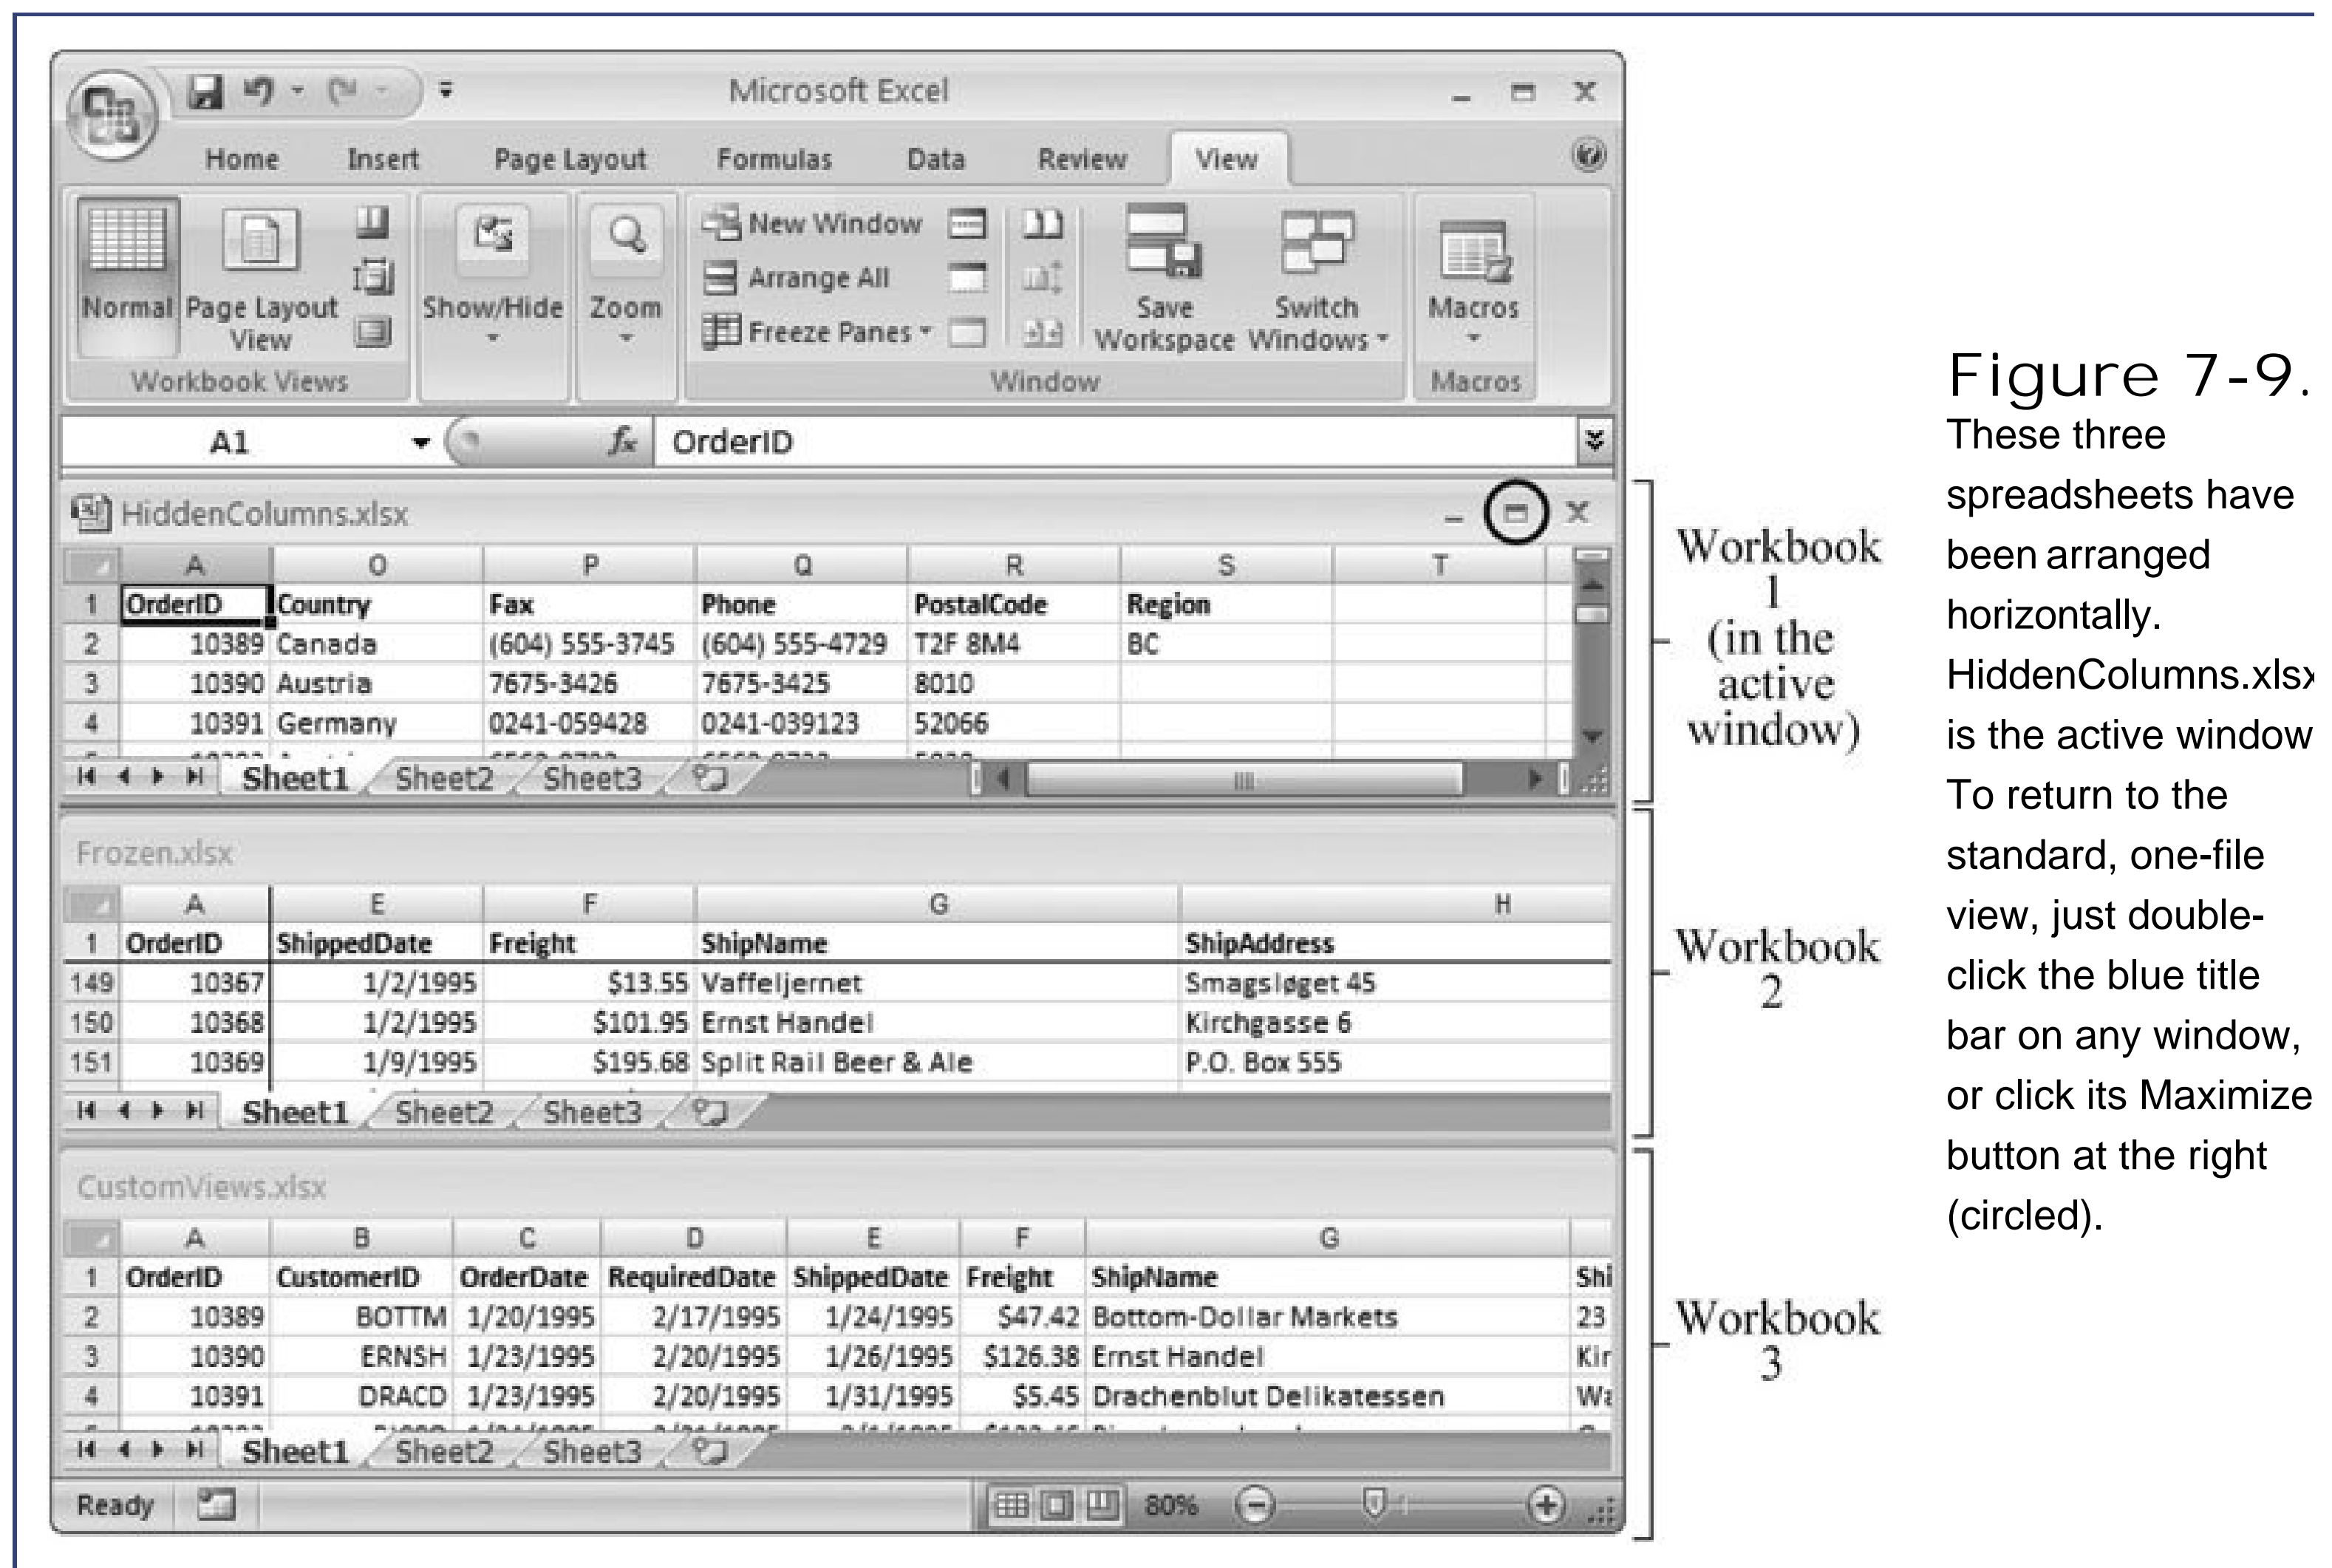 Microsoft Excel
Home Insert Page Layout Formulas Data Review View
New Window
Arrange All
Freeze Panes
Normal Page Layout View Show/Hide Zoom Save Workspace Switch Windows Macros
Workbook Views Window Macros
A1 fx OrderID
HiddenColumns.xlsx
A O P Q R S T
1 OrderID Country Fax Phone PostalCode Region
2 10389 Canada (604) 555-3745 (604) 555-4729 T2F 8M4 BC
3 10390 Austria 7675-3426 7675-3425 8010
4 10391 Germany 0241-059428 0241-039123 52066
Sheet1 Sheet2 Sheet3
Frozen.xlsx
A E F G H
1 OrderID ShippedDate Freight ShipName ShipAddress
149 10367 1/2/1995 $13.55 Vaffeljernet Smagsløget 45
150 10368 1/2/1995 $101.95 Ernst Handel Kirchgasse 6
151 10369 1/9/1995 $195.68 Split Rail Beer & Ale P.O. Box 555
Sheet1 Sheet2 Sheet3
CustomViews.xlsx
A B C D E F G
1 OrderID CustomerID OrderDate RequiredDate ShippedDate Freight ShipName Shi
2 10389 BOTTM 1/20/1995 2/17/1995 1/24/1995 $47.42 Bottom-Dollar Markets 23
3 10390 ERNSH 1/23/1995 2/20/1995 1/26/1995 $126.38 Ernst Handel Kir
4 10391 DRACD 1/23/1995 2/20/1995 1/31/1995 $5.45 Drachenblut Delikatessen Wa
Sheet1 Sheet2 Sheet3
Ready 80%
Workbook
1
(in the
active
window)
Workbook
2
Workbook
3
Figure 7-9.
These three
spreadsheets have
been arranged
horizontally.
HiddenColumns.xlsx
is the active window
To return to the
standard, one-file
view, just double-
click the blue title
bar on any window,
or click its Maximize
button at the right
(circled).